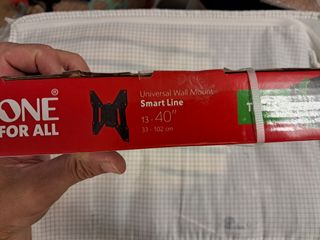 ONE®
FOR ALL
Universal Wall Mount
Smart Line
13 - 40"
33 - 102 cm
T